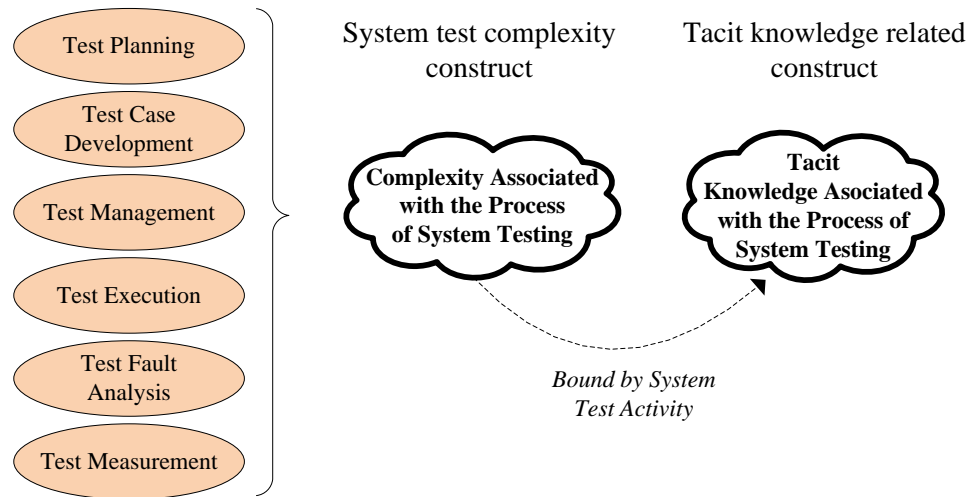 Test Planning
Test Case
Development
Test Management
Test Execution
Test Fault
Analysis
Test Measurement
System test complexity
construct
Complexity Associated
with the Process
of System Testing
Tacit knowledge related
construct
Tacit
Knowledge Asociated
with the Process of
System Testing
Bound by System
Test Activity